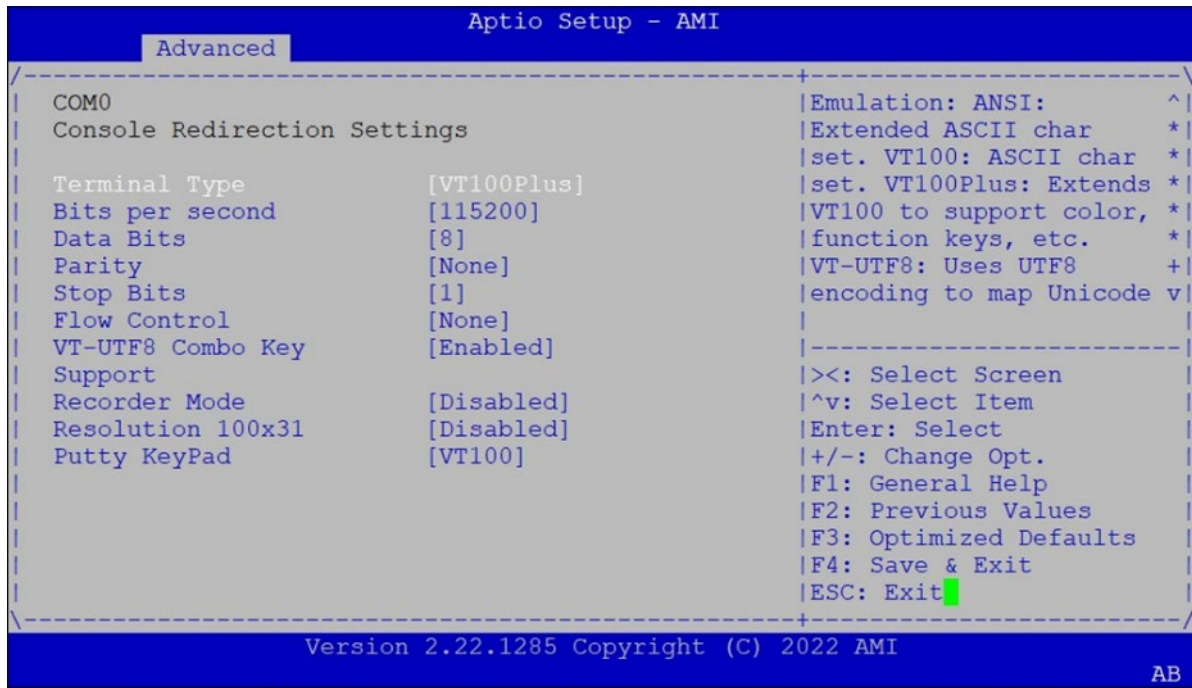 Aptio Setup - AMI
Advanced
COM0
Console Redirection Settings
Terminal Type [VT100Plus]
Bits per second [115200]
Data Bits [8]
Parity [None]
Stop Bits [1]
Flow Control [None]
VT-UTF8 Combo Key [Enabled]
Support
Recorder Mode [Disabled]
Resolution 100x31 [Disabled]
Putty KeyPad [VT100]
Emulation: ANSI: ^
Extended ASCII char *
set. VT100: ASCII char *
set. VT100Plus: Extends *
VT100 to support color, *
function keys, etc. *
VT-UTF8: Uses UTF8 +
encoding to map Unicode v
><: Select Screen
^v: Select Item
Enter: Select
+/-: Change Opt.
F1: General Help
F2: Previous Values
F3: Optimized Defaults
F4: Save & Exit
ESC: Exit
Version 2.22.1285 Copyright (C) 2022 AMI
AB